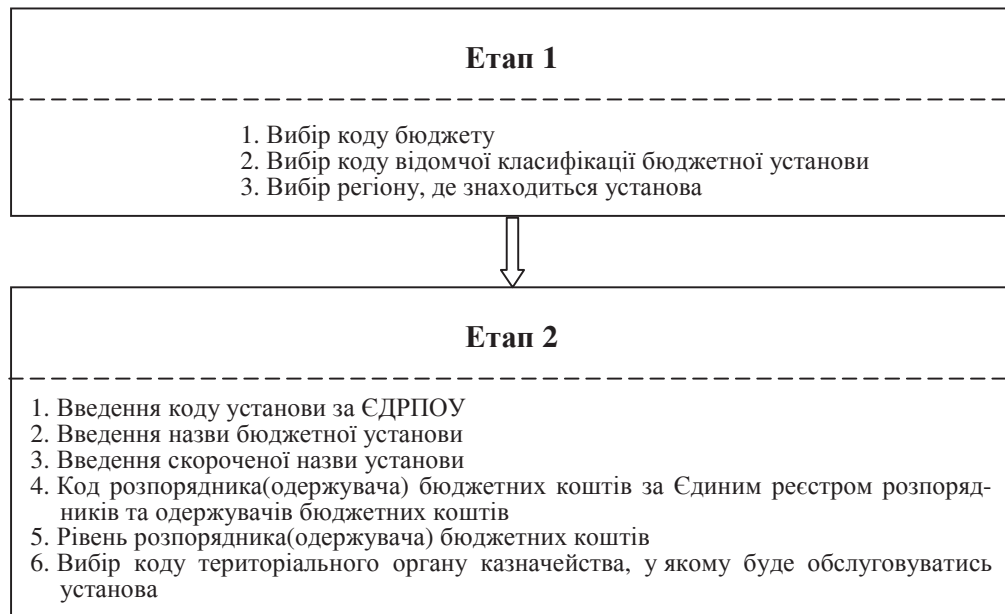 Етап 1
1. Вибір коду бюджету
2. Вибір коду відомчої класифікації бюджетної установи
3. Вибір регіону, де знаходиться установа
Етап 2
1. Введення коду установи за ЄДРПОУ
2. Введення назви бюджетної установи
3. Введення скороченої назви установи
4. Код розпорядника(одержувача) бюджетних коштів за Єдиним реєстром розпоряд-
ників та одержувачів бюджетних коштів
5. Рівень розпорядника(одержувача) бюджетних коштів
6. Вибір коду територіального органу казначейства, у якому буде обслуговуватись
установа